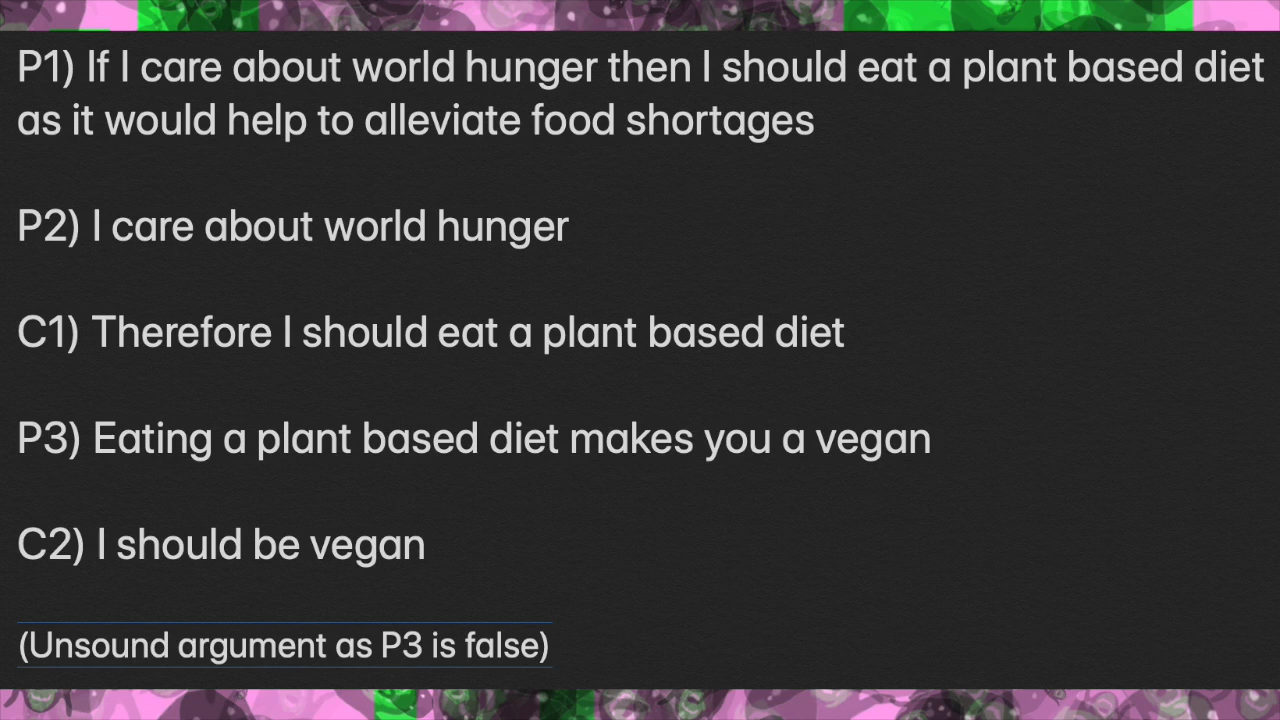 P1) If I care about world hunger then I should eat a plant based diet
as it would help to alleviate food shortages
P2) I care about world hunger
C1) Therefore I should eat a plant based diet
P3) Eating a plant based diet makes you a vegan
C2) I should be vegan
(Unsound argument as P3 is false)